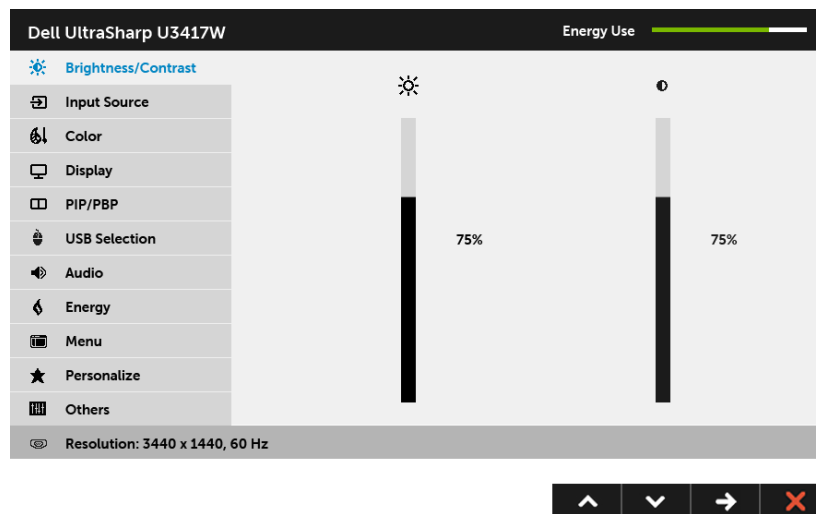 Dell UltraSharp U3417W
Energy Use
Brightness/Contrast
Input Source
Color
Display
PIP/PBP
USB Selection
Audio
Energy
Menu
Personalize
Others
75%
75%
Resolution: 3440 x 1440, 60 Hz